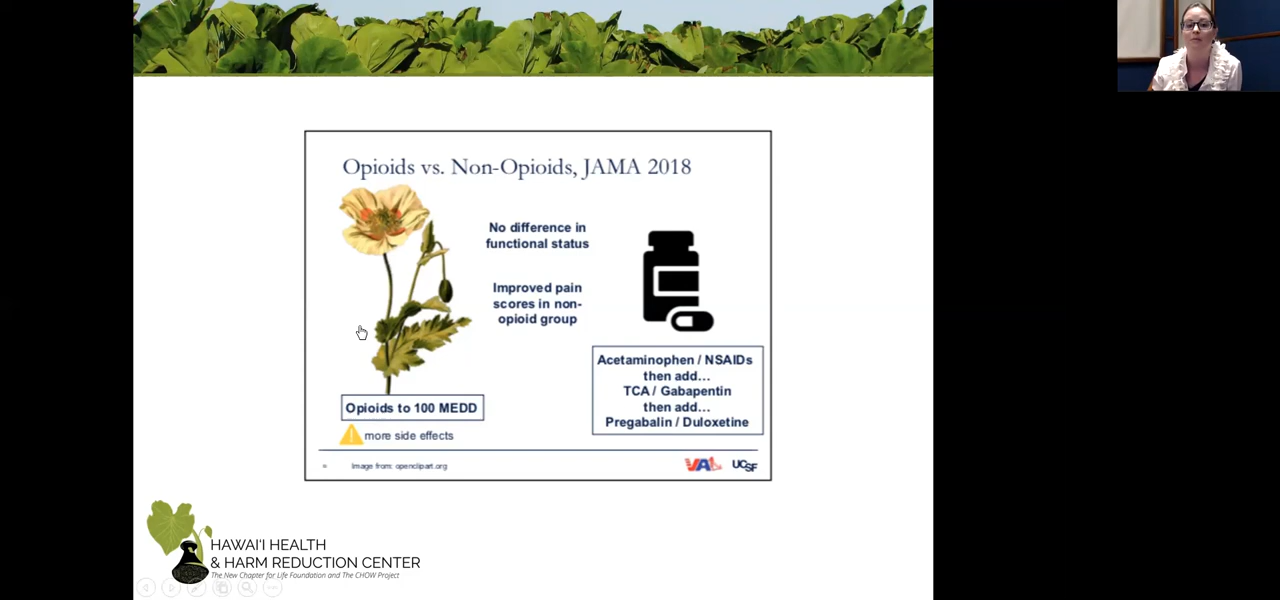 Opioids vs. Non-Opioids, JAMA 2018
No difference in
functional status
Improved pain
scores in non-
opioid group
Acetaminophen / NSAIDs
then add…
TCA / Gabapentin
then add…
Pregabalin / Duloxetine
Opioids to 100 MEDD
more side effects
Image from: openclipart.org
VA
UCSF
HAWAI'I HEALTH
& HARM REDUCTION CENTER
The New Chapter for Life Foundation and The CHOW Project